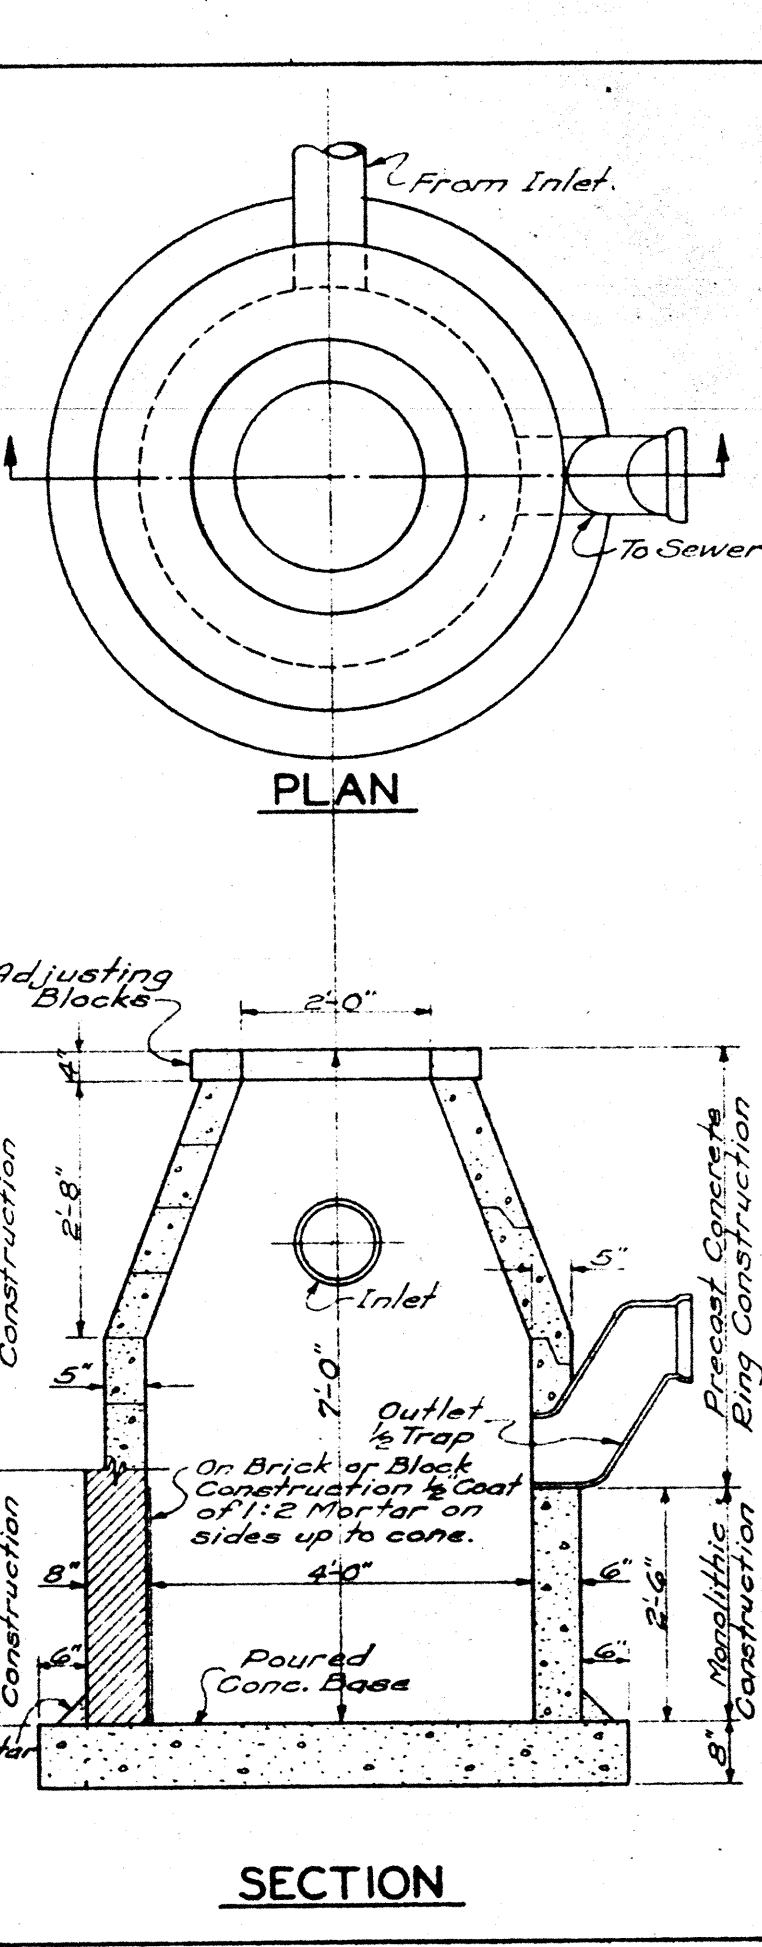 From Inlet.
To Sewer
PLAN
Adjusting
Blocks
2'-0"
4"
2'-8"
Construction
5"
Precast Concrete
Ring Construction
5"
Inlet
7'-0"
Outlet
½ Trap
On Brick or Block
Construction ½" Coat
of 1:2 Mortar on
sides up to cone.
8"
4'-0"
6"
2'-6"
Monolithic
Construction
Construction
6"
6"
Poured
Conc. Base
tar
8"
SECTION